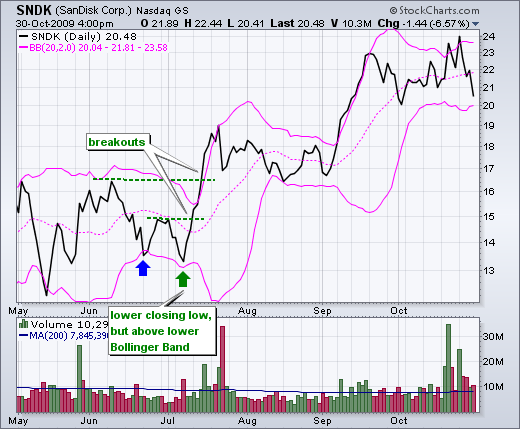 SNDK (SanDisk Corp.) Nasdaq GS © StockCharts.com
30-Oct-2009 4:00pm O 21.89 H 22.44 L 20.41 Last 20.48 V 10.3M Chg -1.44 (-6.57%)
SNDK (Daily) 20.48
BB(20,2.0) 20.04 - 21.81 - 23.58
24
23
22
21
20
19
18
17
16
15
14
13
breakouts
lower closing low,
but above lower
Bollinger Band
May Jun Jul Aug Sep Oct
Volume 10,29
MA(200) 7,845,390
30M
20M
10M
May Jun Jul Aug Sep Oct